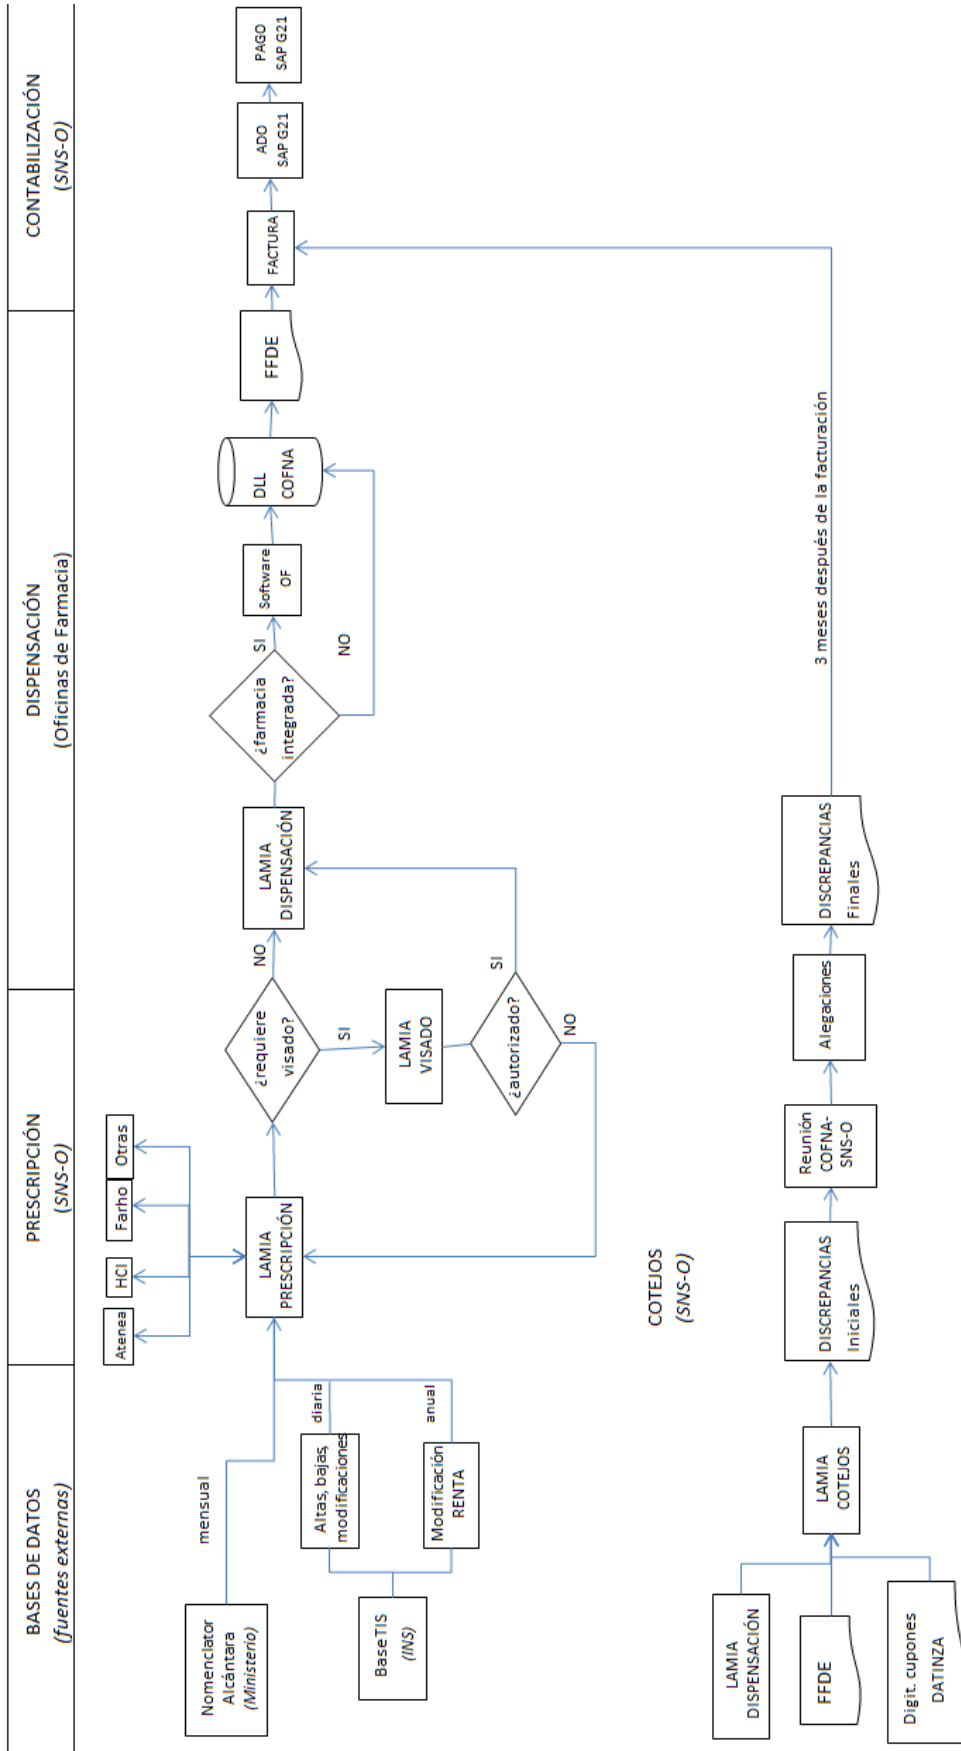 BASES DE DATOS
(fuentes externas)
PRESCRIPCIÓN
(SNS-O)
DISPENSACIÓN
(Oficinas de Farmacia)
CONTABILIZACIÓN
(SNS-O)
Atenea
HCI
Farho
Otras
Nomenclator
Alcántara
(Ministerio)
mensual
Base TIS
(INS)
Altas, bajas,
modificaciones
diaria
Modificación
RENTA
anual
LAMIA
PRESCRIPCIÓN
¿requiere
visado?
NO
SI
LAMIA
VISADO
¿autorizado?
SI
NO
LAMIA
DISPENSACIÓN
¿farmacia
integrada?
SI
NO
Software
OF
DLL
COFNA
FFDE
FACTURA
ADO
SAP G21
PAGO
SAP G21
COTEJOS
(SNS-O)
LAMIA
DISPENSACIÓN
FFDE
Digit. cupones
DATINZA
LAMIA
COTEJOS
DISCREPANCIAS
Iniciales
Reunión
COFNA-
SNS-O
Alegaciones
DISCREPANCIAS
Finales
3 meses después de la facturación